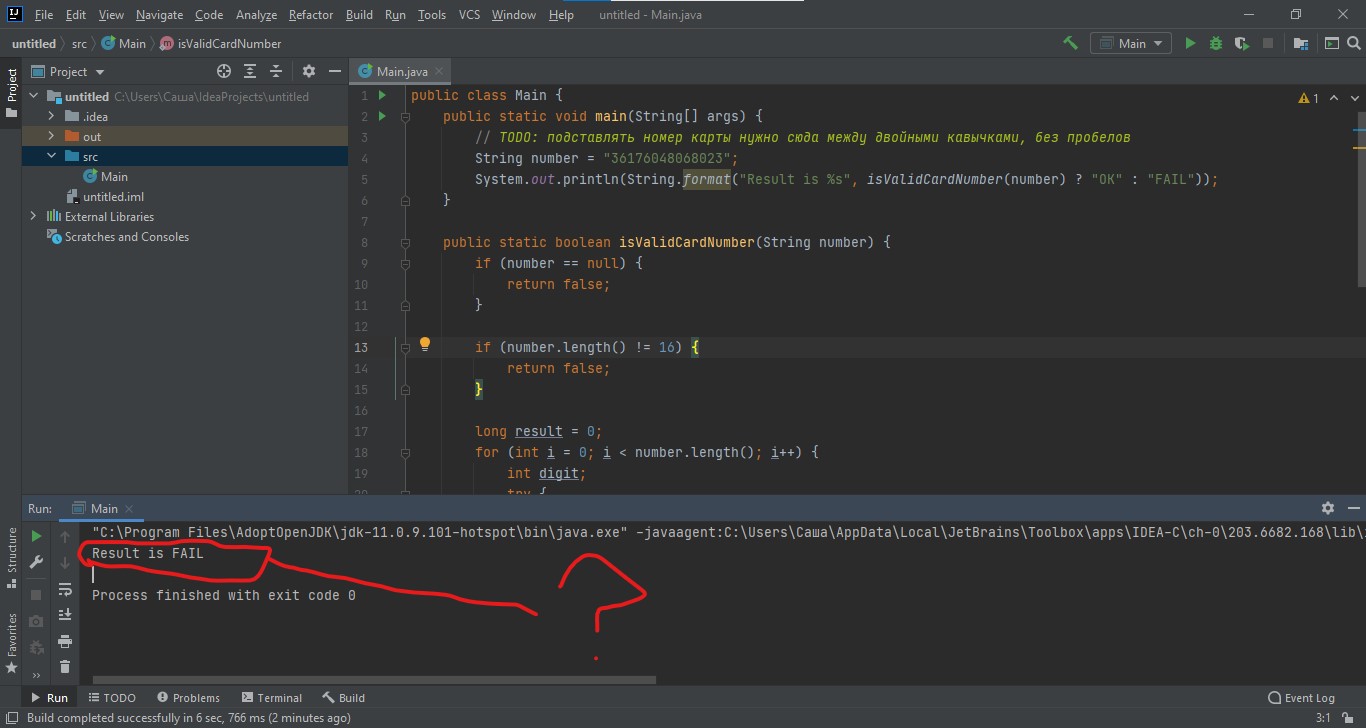 File Edit View Navigate Code Analyze Refactor Build Run Tools VCS Window Help untitled - Main.java
untitled src Main isValidCardNumber Main
Project
Project
untitled C:\Users\Саша\IdeaProjects\untitled
.idea
out
src
Main
untitled.iml
External Libraries
Scratches and Consoles
Main.java
1
1 public class Main {
2 public static void main(String[] args) {
3 // TODO: подставлять номер карты нужно сюда между двойными кавычками, без пробелов
4 String number = "36176048068023";
5 System.out.println(String.format("Result is %s", isValidCardNumber(number) ? "OK" : "FAIL"));
6 }
7
8 public static boolean isValidCardNumber(String number) {
9 if (number == null) {
10 return false;
11 }
12
13 if (number.length() != 16) {
14 return false;
15 }
16
17 long result = 0;
18 for (int i = 0; i < number.length(); i++) {
19 int digit;
20 try {
Run: Main
"C:\Program Files\AdoptOpenJDK\jdk-11.0.9.101-hotspot\bin\java.exe" -javaagent:C:\Users\Саша\AppData\Local\JetBrains\Toolbox\apps\IDEA-C\ch-0\203.6682.168\lib\
Result is FAIL
Process finished with exit code 0
?
Structure
Favorites
Run TODO Problems Terminal Build Event Log
Build completed successfully in 6 sec, 766 ms (2 minutes ago) 3:1